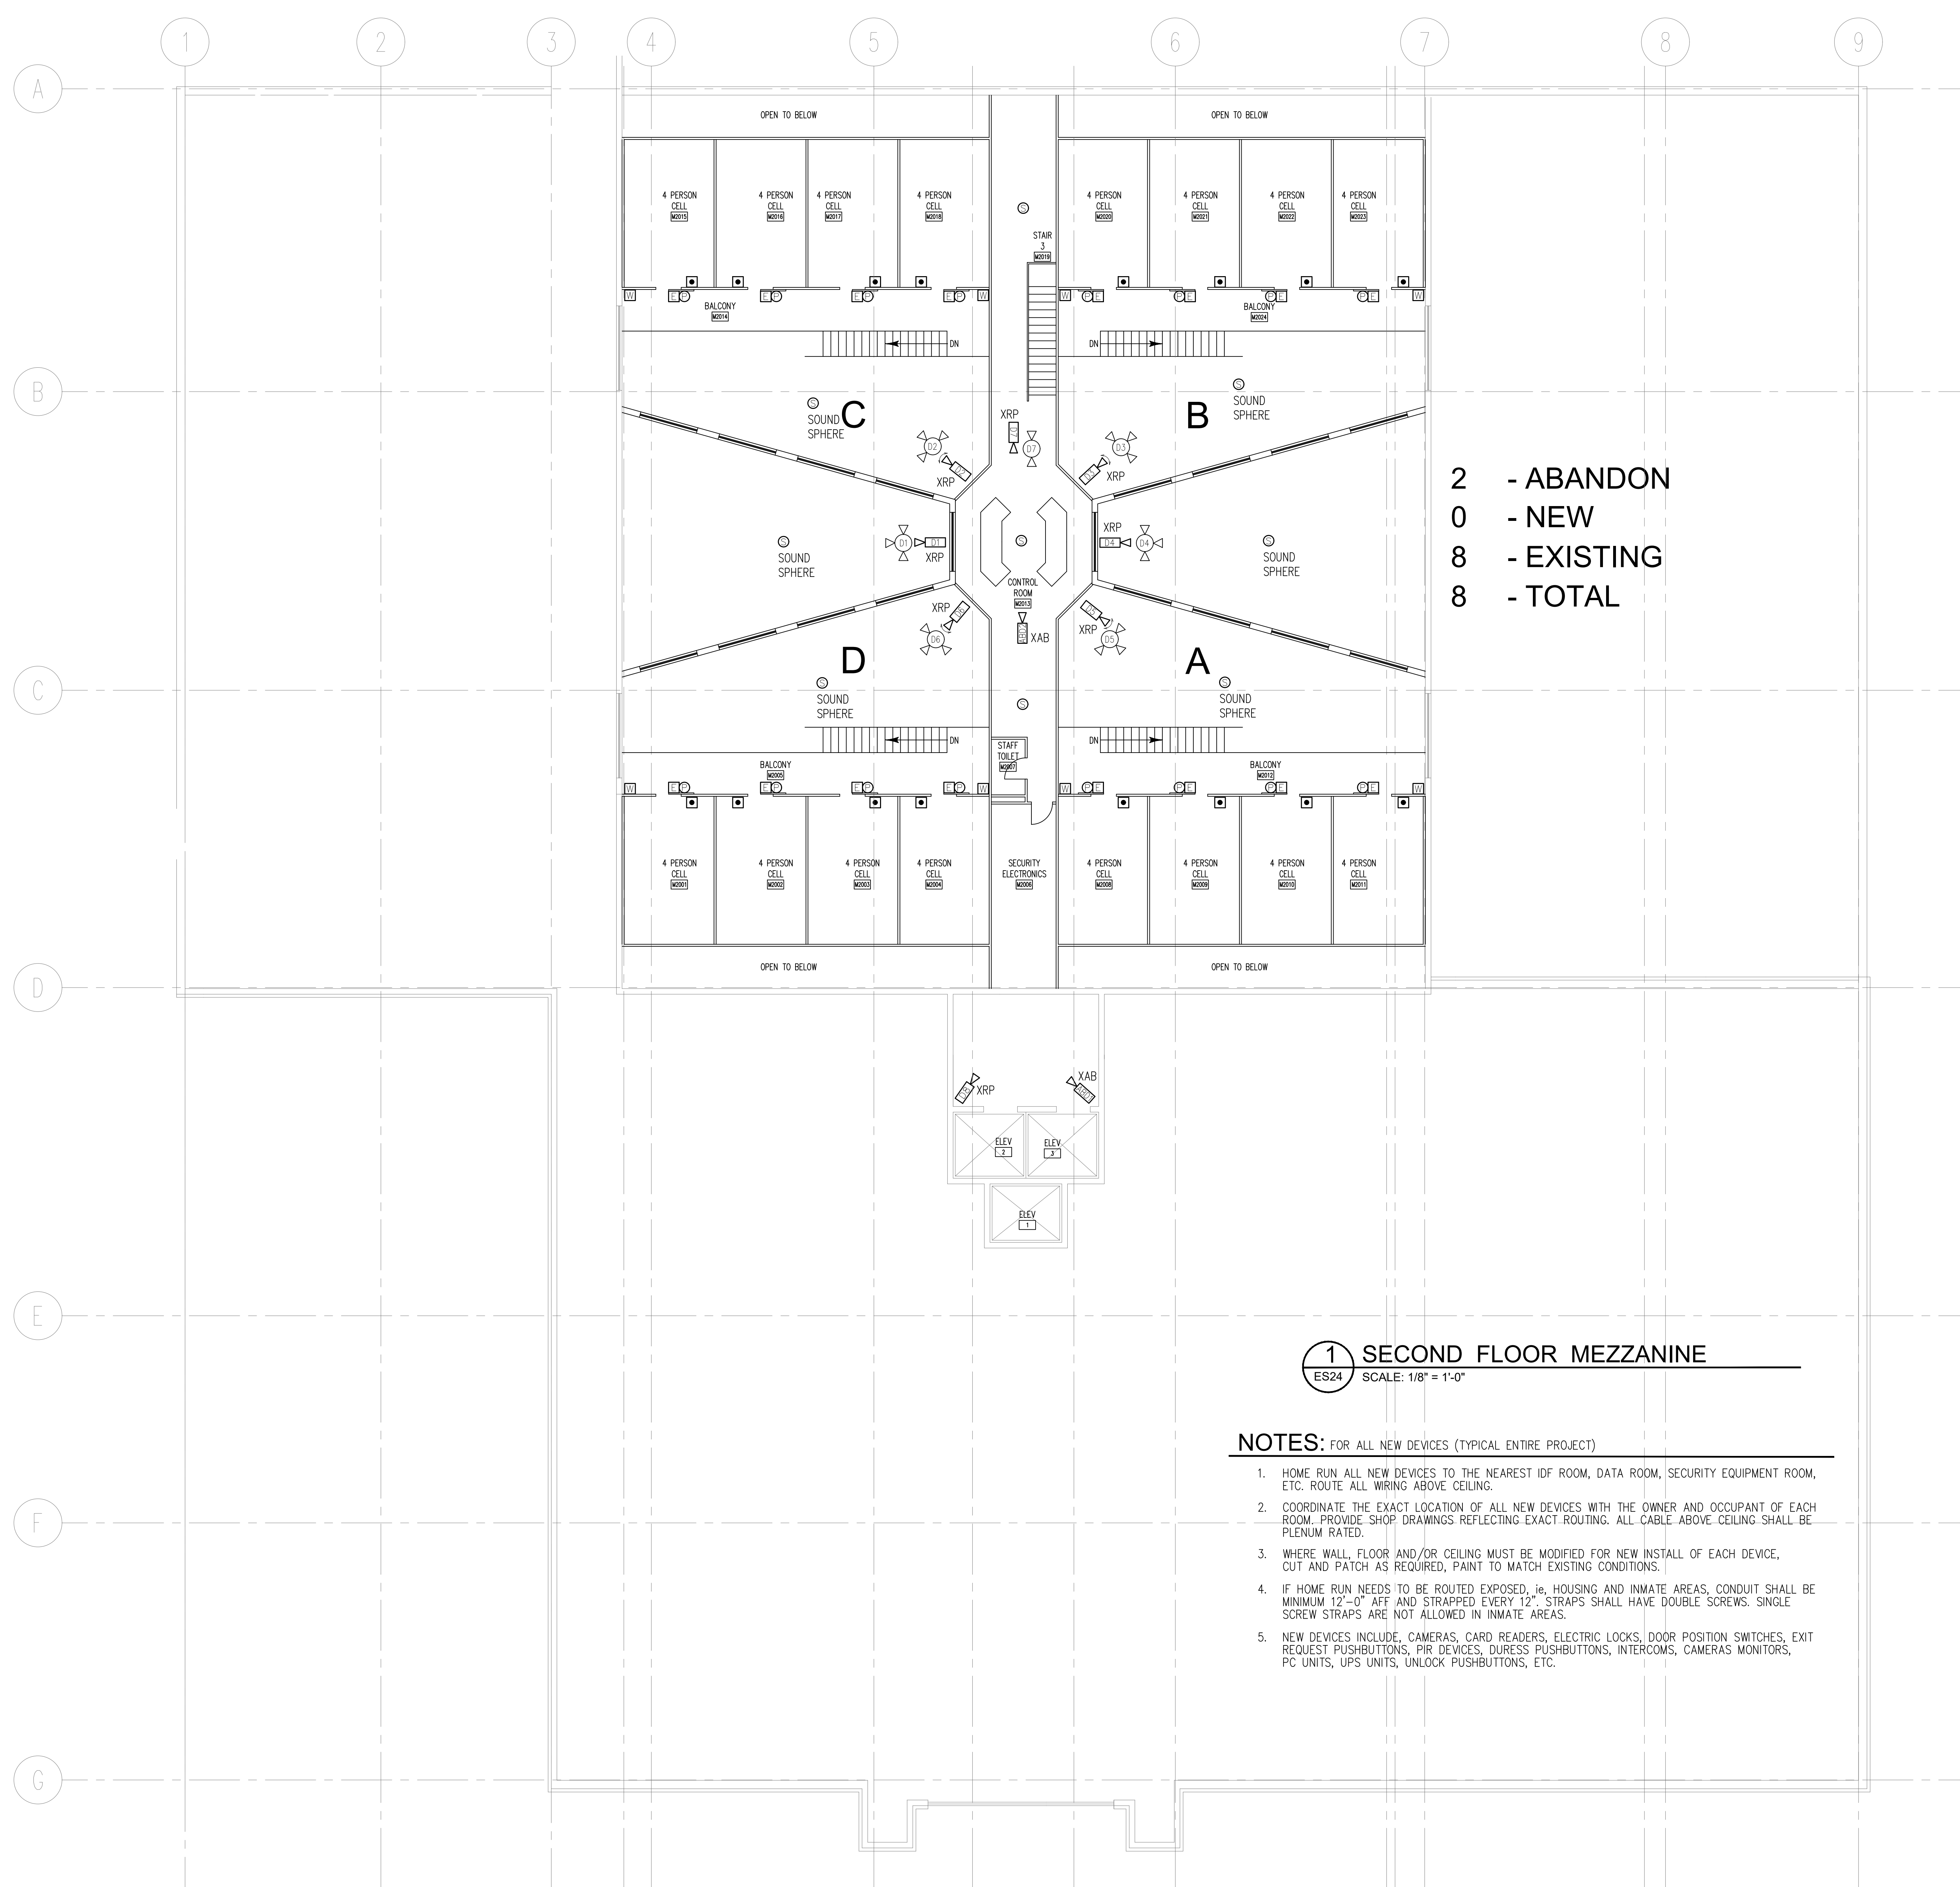 1 2 3 4 5 6 7 8 9
A
OPEN TO BELOW
OPEN TO BELOW
4 PERSON CELL M2015
4 PERSON CELL M2016
4 PERSON CELL M2017
4 PERSON CELL M2018
S
4 PERSON CELL M2020
4 PERSON CELL M2021
4 PERSON CELL M2022
4 PERSON CELL M2023
STAIR
3
M2019
W E P E P E P E P W
W P E P E P E P E W
BALCONY
M2014
BALCONY
M2024
DN
DN
B
S
SOUND
SPHERE
C
S
SOUND
SPHERE
B
XRP
D7
D7
D2
D2
XRP
D3
D3
XRP
2 - ABANDON
0 - NEW
8 - EXISTING
8 - TOTAL
S
SOUND
SPHERE
D1
D1
XRP
S
XRP
D4
D4
S
SOUND
SPHERE
CONTROL
ROOM
M2013
XRP
D6
D6
XAB
XRP
D5
D5
D
A
C
S
SOUND
SPHERE
S
S
SOUND
SPHERE
DN
DN
STAFF
TOILET
M2007
BALCONY
M2005
BALCONY
M2012
W E P E P E P E P W
W P E P E P E P E W
4 PERSON CELL M2001
4 PERSON CELL M2002
4 PERSON CELL M2003
4 PERSON CELL M2004
SECURITY
ELECTRONICS
M2006
4 PERSON CELL M2008
4 PERSON CELL M2009
4 PERSON CELL M2010
4 PERSON CELL M2011
OPEN TO BELOW
OPEN TO BELOW
D
D8
XRP
XAB
ELEV
2
ELEV
3
ELEV
1
E
1
ES24
SECOND FLOOR MEZZANINE
SCALE: 1/8" = 1'-0"
NOTES: FOR ALL NEW DEVICES (TYPICAL ENTIRE PROJECT)
1. HOME RUN ALL NEW DEVICES TO THE NEAREST IDF ROOM, DATA ROOM, SECURITY EQUIPMENT ROOM,
ETC. ROUTE ALL WIRING ABOVE CEILING.
2. COORDINATE THE EXACT LOCATION OF ALL NEW DEVICES WITH THE OWNER AND OCCUPANT OF EACH
ROOM. PROVIDE SHOP DRAWINGS REFLECTING EXACT ROUTING. ALL CABLE ABOVE CEILING SHALL BE
PLENUM RATED.
F
3. WHERE WALL, FLOOR AND/OR CEILING MUST BE MODIFIED FOR NEW INSTALL OF EACH DEVICE,
CUT AND PATCH AS REQUIRED, PAINT TO MATCH EXISTING CONDITIONS.
4. IF HOME RUN NEEDS TO BE ROUTED EXPOSED, ie, HOUSING AND INMATE AREAS, CONDUIT SHALL BE
MINIMUM 12'-0" AFF AND STRAPPED EVERY 12". STRAPS SHALL HAVE DOUBLE SCREWS. SINGLE
SCREW STRAPS ARE NOT ALLOWED IN INMATE AREAS.
5. NEW DEVICES INCLUDE, CAMERAS, CARD READERS, ELECTRIC LOCKS, DOOR POSITION SWITCHES, EXIT
REQUEST PUSHBUTTONS, PIR DEVICES, DURESS PUSHBUTTONS, INTERCOMS, CAMERAS MONITORS,
PC UNITS, UPS UNITS, UNLOCK PUSHBUTTONS, ETC.
G